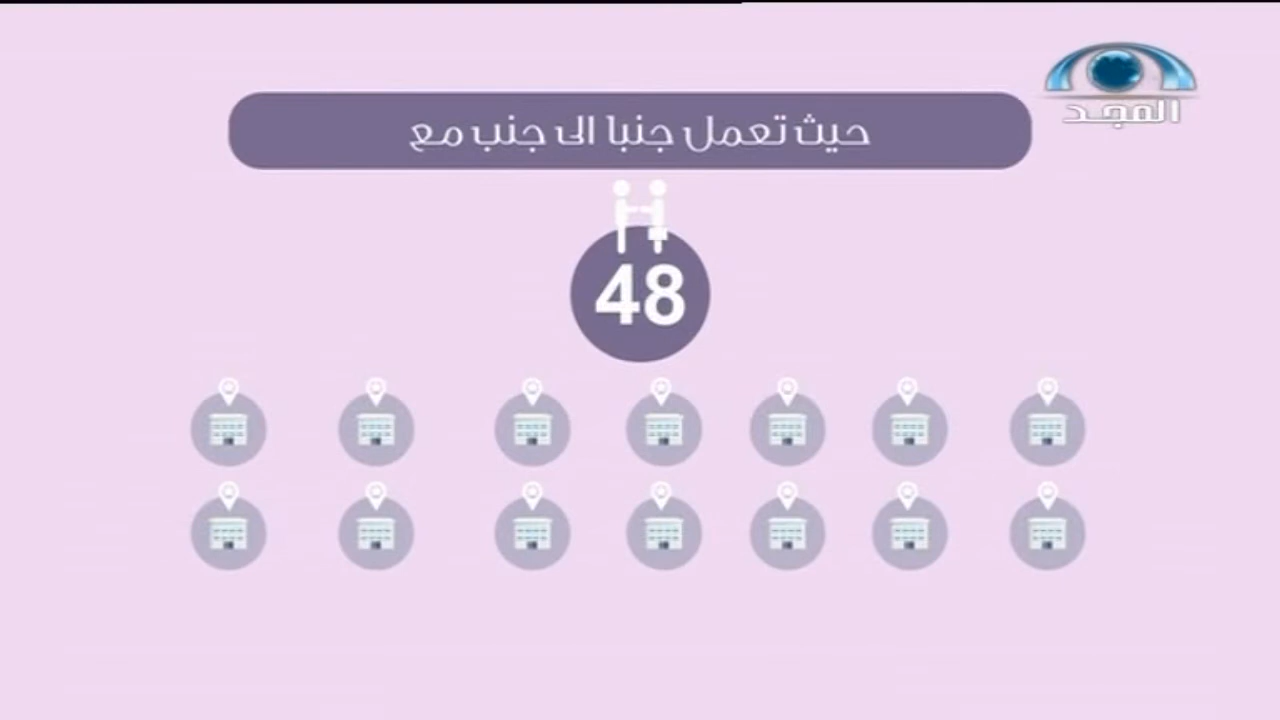 المجد
حيث تعمل جنبا الى جنب مع
48